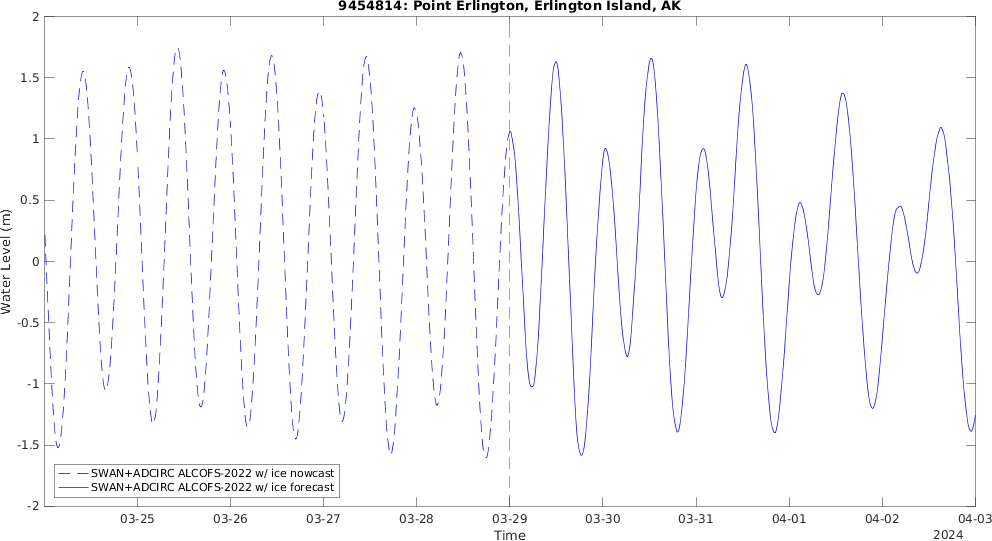 9454814: Point Erlington, Erlington Island, AK
2
1.5
1
0.5
0
-0.5
-1
-1.5
-2
Water Level (m)
SWAN+ADCIRC ALCOFS-2022 w/ ice nowcast
SWAN+ADCIRC ALCOFS-2022 w/ ice forecast
03-25 03-26 03-27 03-28 03-29 03-30 03-31 04-01 04-02 04-03
Time
2024